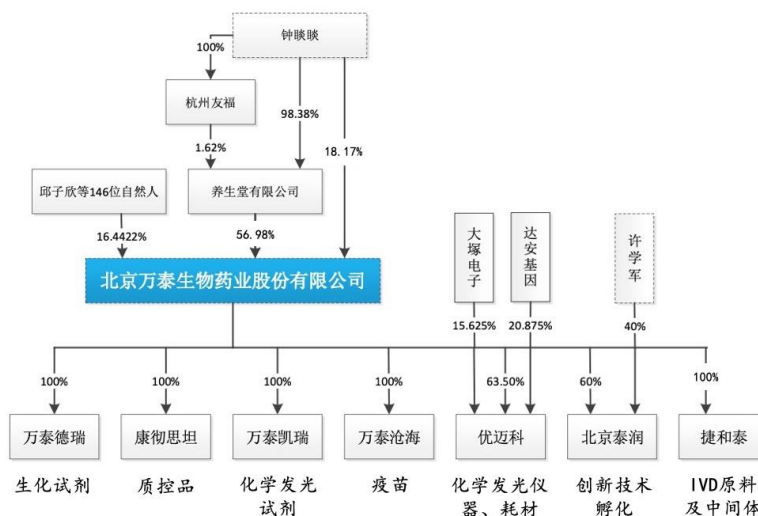 钟睒睒
100%
杭州友福
98.38%
1.62%
18.17%
邱子欣等146位自然人
养生堂有限公司
16.4422%
56.98%
大塚电子
达安基因
许学军
北京万泰生物药业股份有限公司
15.625%
20.875%
40%
100%
100%
100%
100%
63.50%
60%
100%
万泰德瑞
康彻思坦
万泰凯瑞
万泰沧海
优迈科
北京泰润
捷和泰
生化试剂
质控品
化学发光
试剂
疫苗
化学发光仪
器、耗材
创新技术
孵化
IVD原料
及中间体